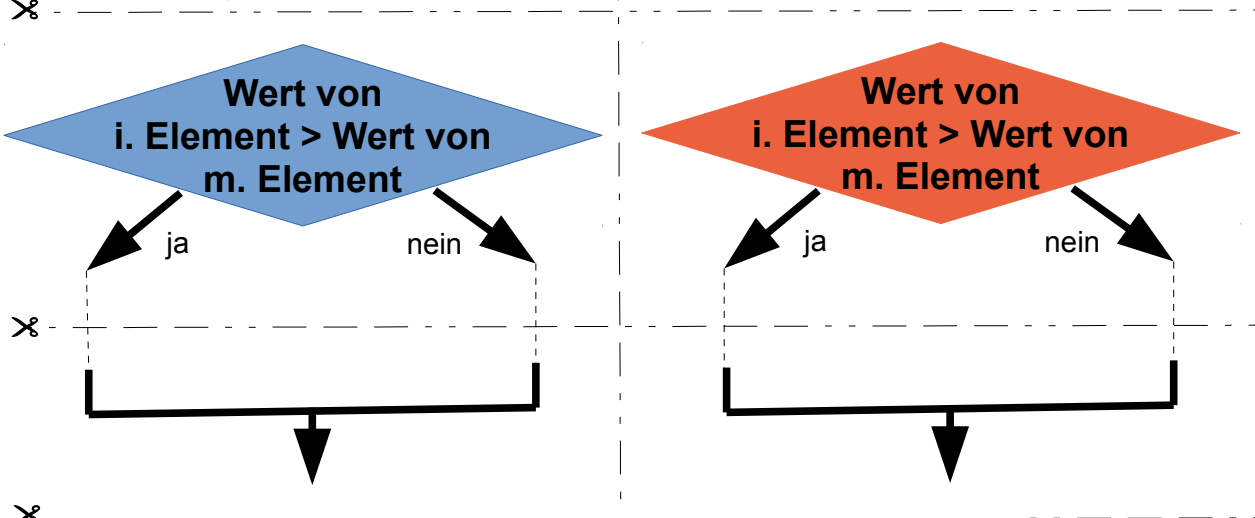 Wert von
i. Element > Wert von
m. Element
ja
nein
Wert von
i. Element > Wert von
m. Element
ja
nein